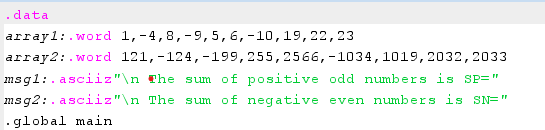 .data
array1:.word 1,-4,8,-9,5,6,-10,19,22,23
array2:.word 121,-124,-199,255,2566,-1034,1019,2032,2033
msg1:.asciiz"\n The sum of positive odd numbers is SP="
msg2:.asciiz"\n The sum of negative even numbers is SN="
.global main